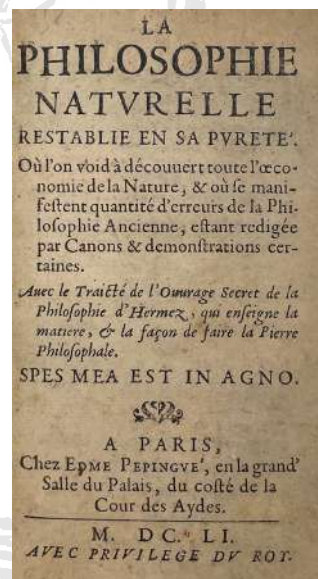 LA
PHILOSOPHIE
NATVRELLE
RESTABLIE EN SA PVRETE'.
Où l'on void à découuert toute l'œco-
nomie de la Nature, & où se mani-
festent quantité d'erreurs de la Phi-
losophie Ancienne, estant redigée
par Canons & demonstrations cer-
taines.
Auec le Traicté de l'Ouurage Secret de la
Philosophie d'Hermez, qui enseigne la
matiere, & la façon de faire la Pierre
Philosophale.
SPES MEA EST IN AGNO.
A PARIS,
Chez EDME PEPINGVE', en la grand'
Salle du Palais, du costé de la
Cour des Aydes.
M. DC. LI.
AVEC PRIVILEGE DV ROY.